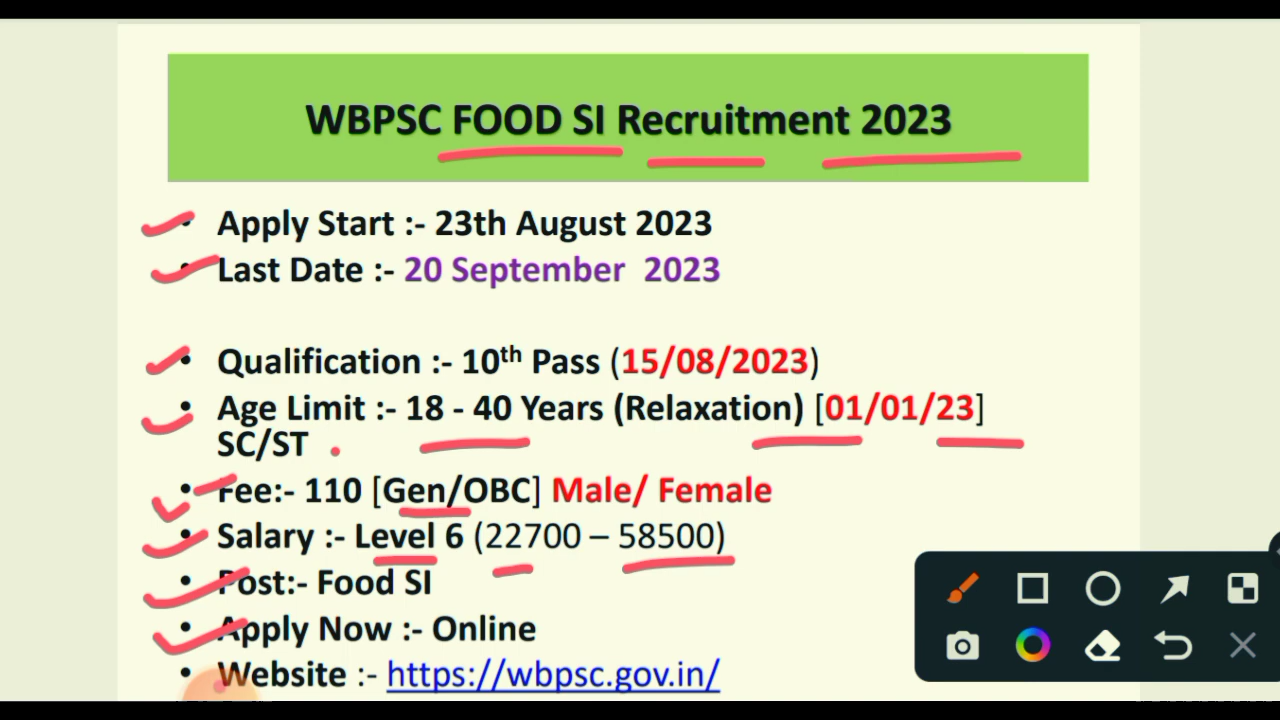 WBPSC FOOD SI Recruitment 2023
• Apply Start :- 23th August 2023
• Last Date :- 20 September 2023
• Qualification :- 10th Pass (15/08/2023)
• Age Limit :- 18 - 40 Years (Relaxation) [01/01/23]
SC/ST
• Fee:- 110 [Gen/OBC] Male/ Female
• Salary :- Level 6 (22700 – 58500)
• Post:- Food SI
• Apply Now :- Online
• Website :- https://wbpsc.gov.in/